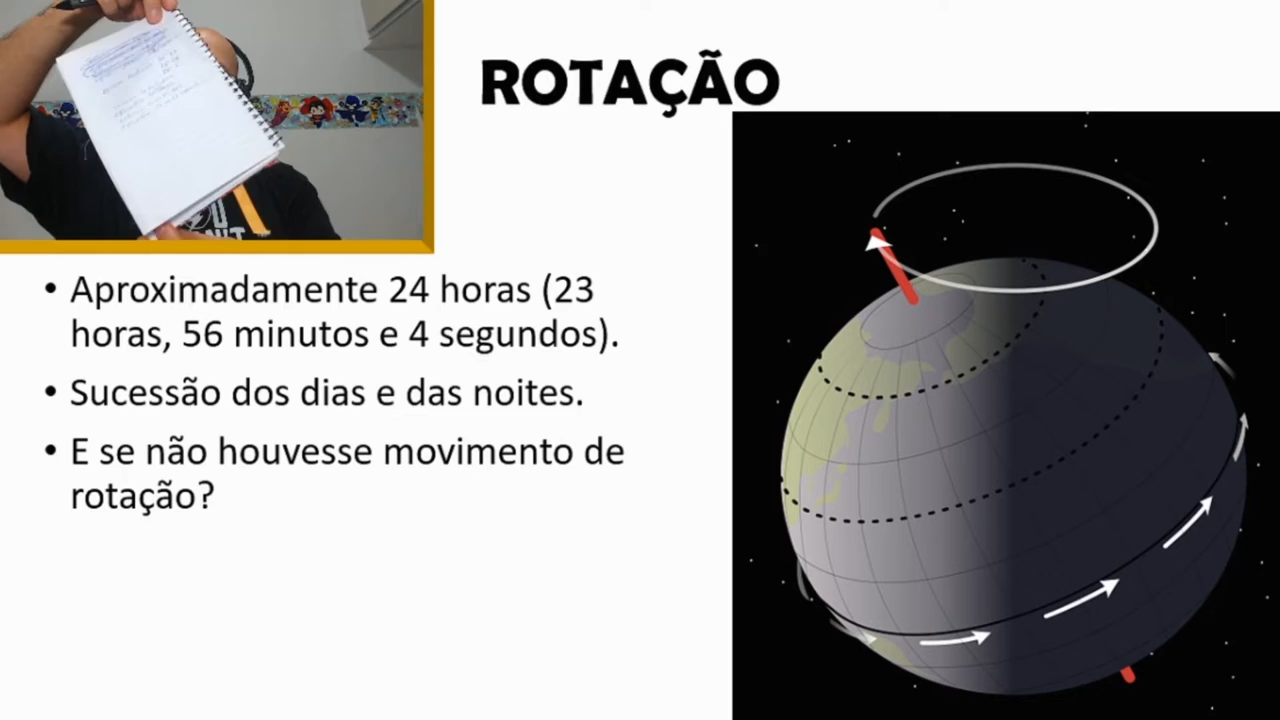 ROTAÇÃO
• Aproximadamente 24 horas (23
horas, 56 minutos e 4 segundos).
• Sucessão dos dias e das noites.
• E se não houvesse movimento de
rotação?